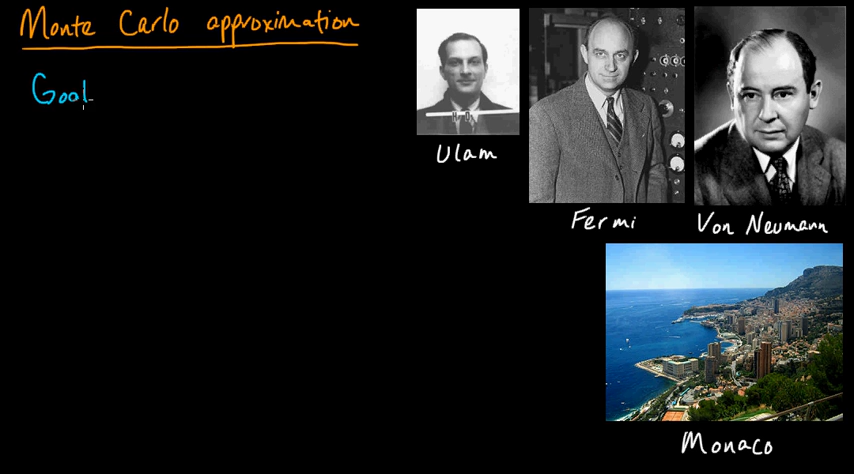 Monte Carlo approximation
Goal
Ulam
Fermi
Von Neumann
Monaco